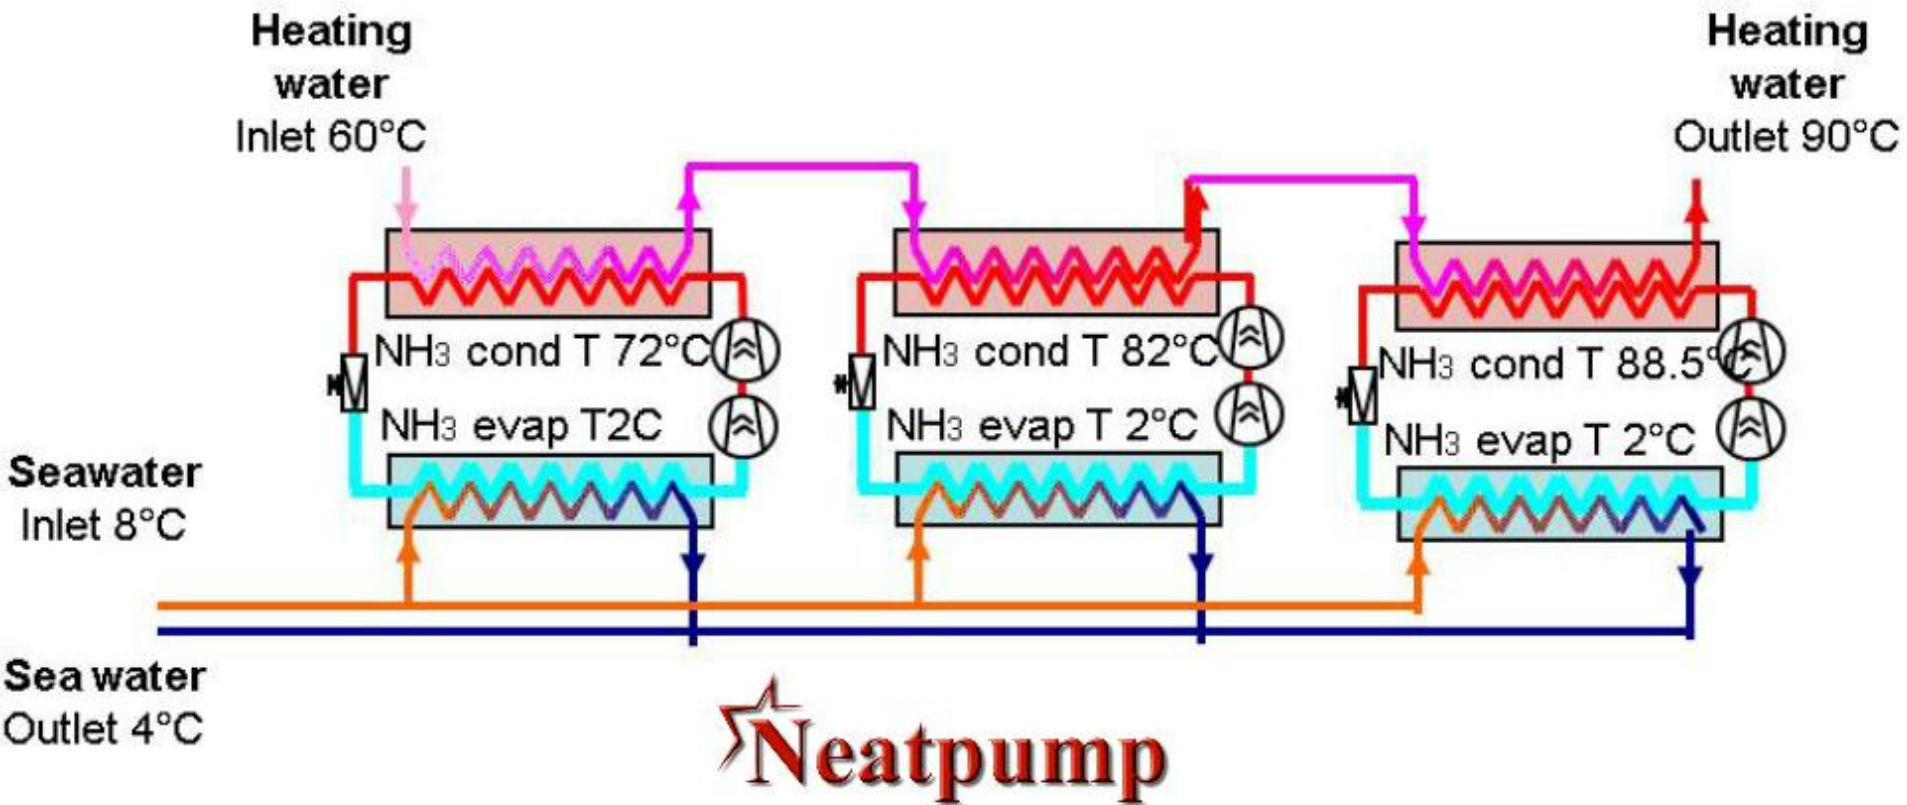 Heating
water
Inlet 60°C
Heating
water
Outlet 90°C
NH3 cond T 72°C
NH3 cond T 82°C
NH3 cond T 88.5°C
NH3 evap T2C
NH3 evap T 2°C
NH3 evap T 2°C
Seawater
Inlet 8°C
Sea water
Outlet 4°C
Neatpump